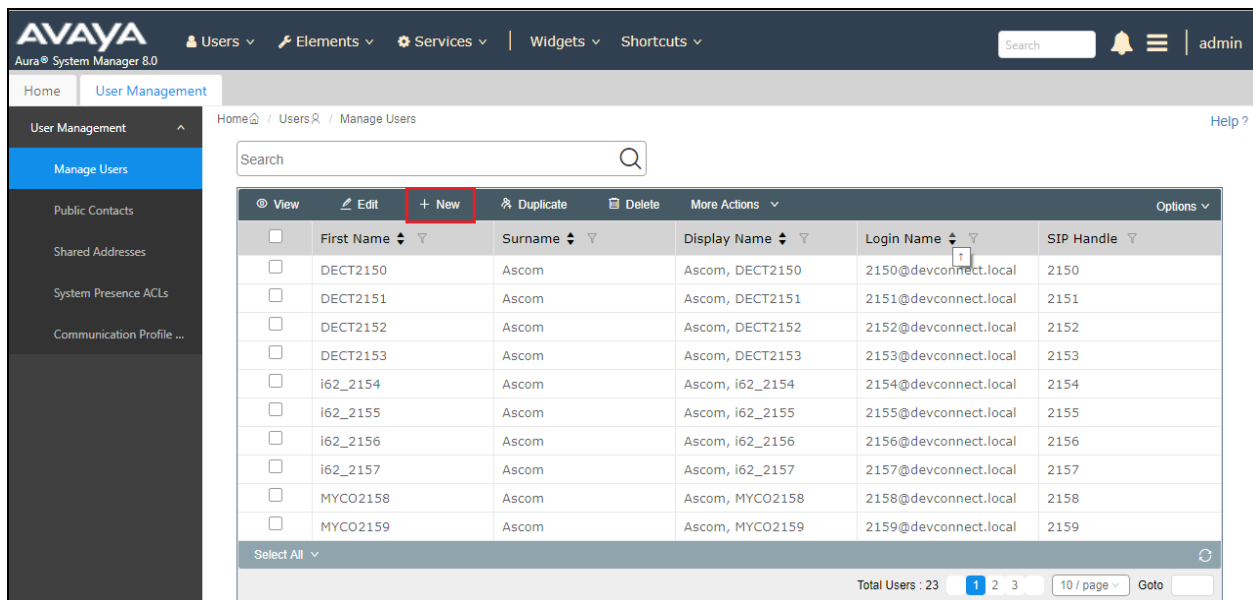 AVAYA
Aura® System Manager 8.0
Users Elements Services | Widgets Shortcuts Search admin
Home User Management
User Management
Manage Users
Public Contacts
Shared Addresses
System Presence ACLs
Communication Profile ...
Home / Users / Manage Users Help ?
Search
View Edit + New Duplicate Delete More Actions Options
First Name Surname Display Name Login Name SIP Handle
↑
DECT2150 Ascom Ascom, DECT2150 2150@devconnect.local 2150
DECT2151 Ascom Ascom, DECT2151 2151@devconnect.local 2151
DECT2152 Ascom Ascom, DECT2152 2152@devconnect.local 2152
DECT2153 Ascom Ascom, DECT2153 2153@devconnect.local 2153
i62_2154 Ascom Ascom, i62_2154 2154@devconnect.local 2154
i62_2155 Ascom Ascom, i62_2155 2155@devconnect.local 2155
i62_2156 Ascom Ascom, i62_2156 2156@devconnect.local 2156
i62_2157 Ascom Ascom, i62_2157 2157@devconnect.local 2157
MYCO2158 Ascom Ascom, MYCO2158 2158@devconnect.local 2158
MYCO2159 Ascom Ascom, MYCO2159 2159@devconnect.local 2159
Select All
Total Users : 23 1 2 3 10 / page Goto